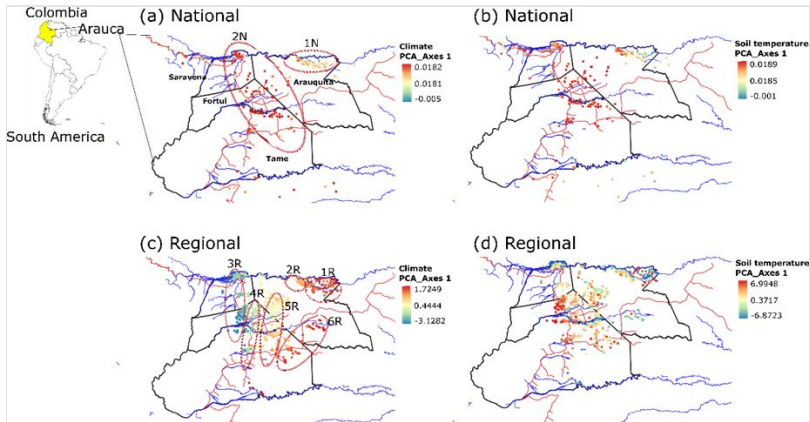 Colombia
Arauca
South America
(a) National
2N
1N
Saravena
Arauquita
Fortul
Tame
Climate
PCA_Axes 1
0.0182
0.0181
-0.005
(b) National
Soil temperature
PCA_Axes 1
0.0189
0.0185
-0.001
(c) Regional
3R
2R
1R
4R
5R
6R
Climate
PCA_Axes 1
1.7249
0.4444
-3.1282
(d) Regional
Soil temperature
PCA_Axes 1
6.9948
0.3717
-6.8723